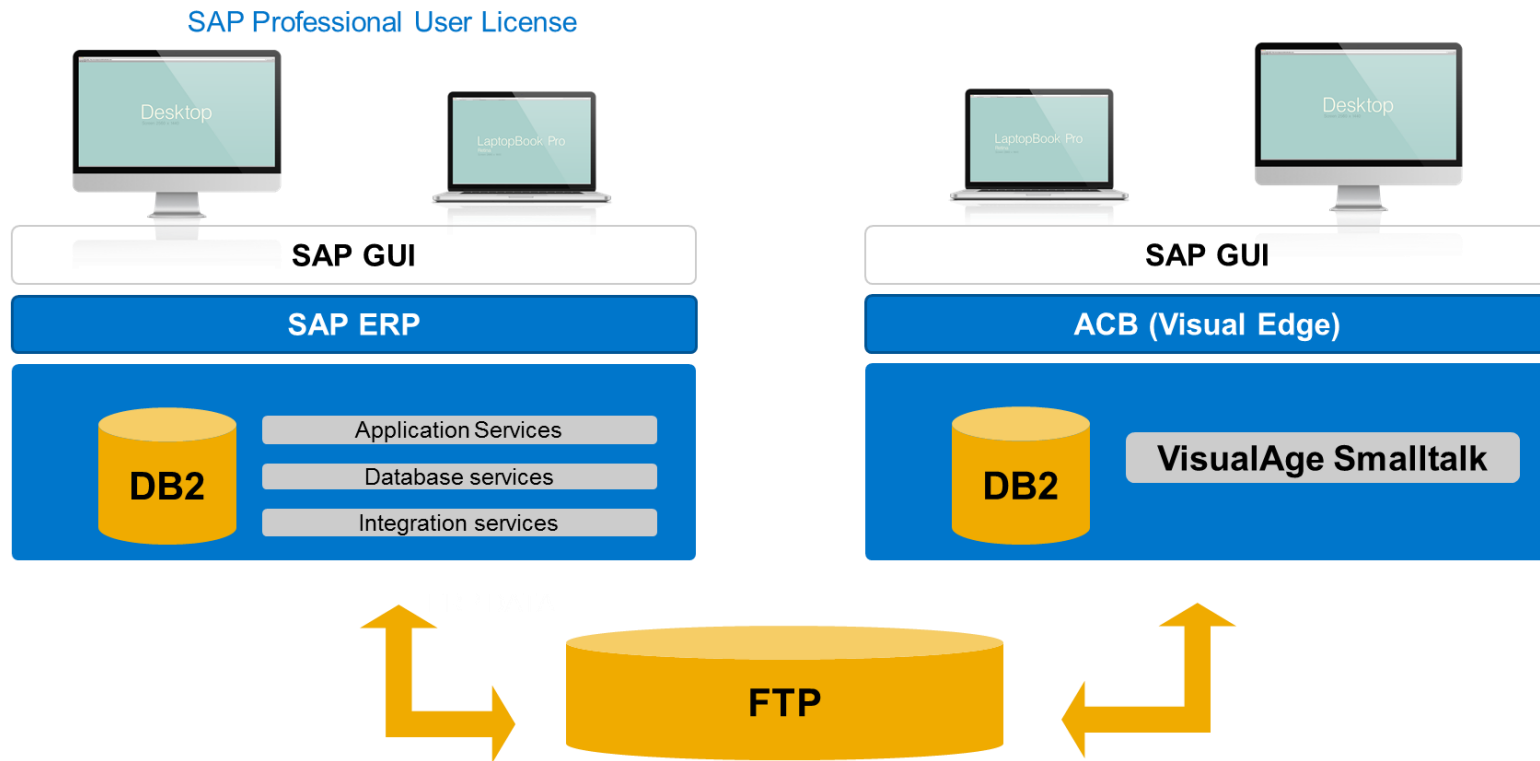 SAP Professional User License
Desktop
LaptopBook Pro
LaptopBook Pro
Desktop
SAP GUI
SAP ERP
DB2
Application Services
Database services
Integration services
SAP GUI
ACB (Visual Edge)
DB2
VisualAge Smalltalk
FTP